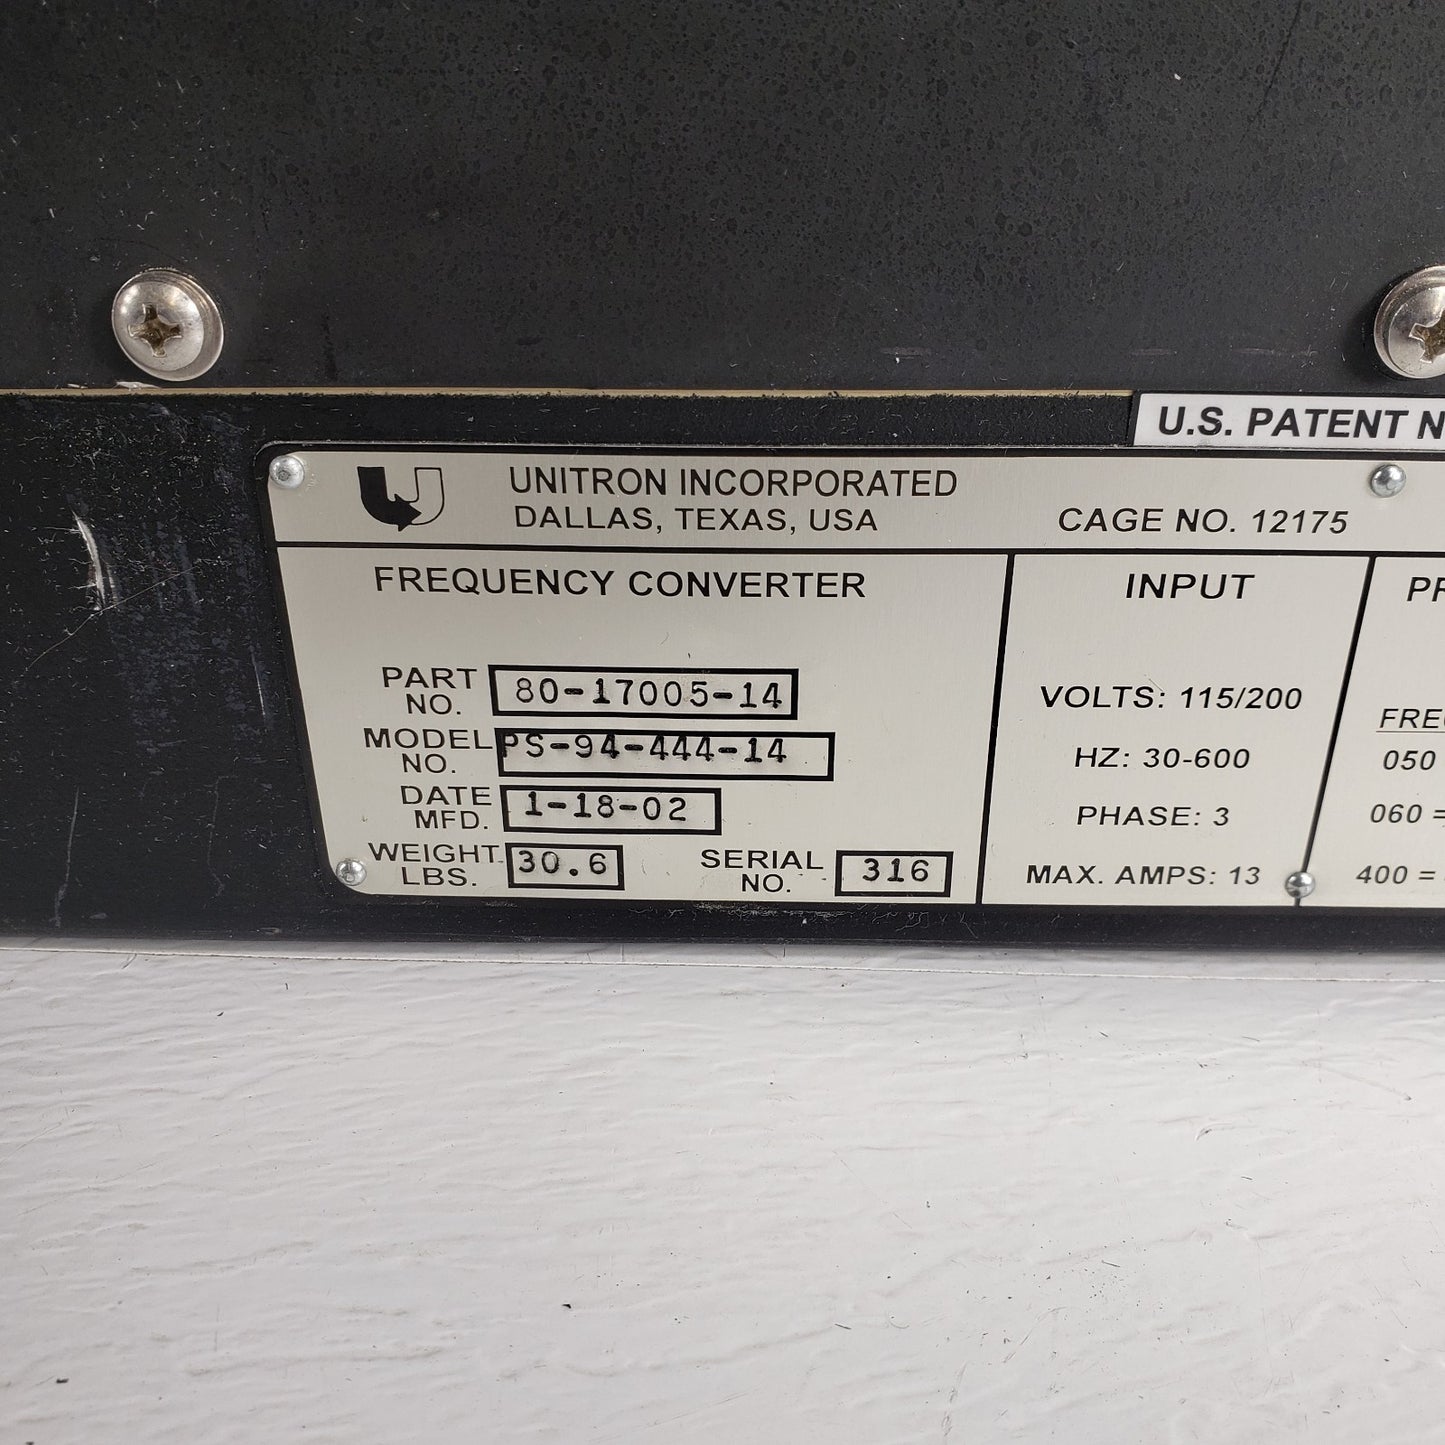 U.S. PATENT N
UNITRON INCORPORATED
DALLAS, TEXAS, USA
CAGE NO. 12175
FREQUENCY CONVERTER
PART NO. 80-17005-14
MODEL NO. PS-94-444-14
DATE MFD. 1-18-02
WEIGHT LBS. 30.6
SERIAL NO. 316
INPUT
VOLTS: 115/200
HZ: 30-600
PHASE: 3
MAX. AMPS: 13
PR
FRE
050
060 =
400 =